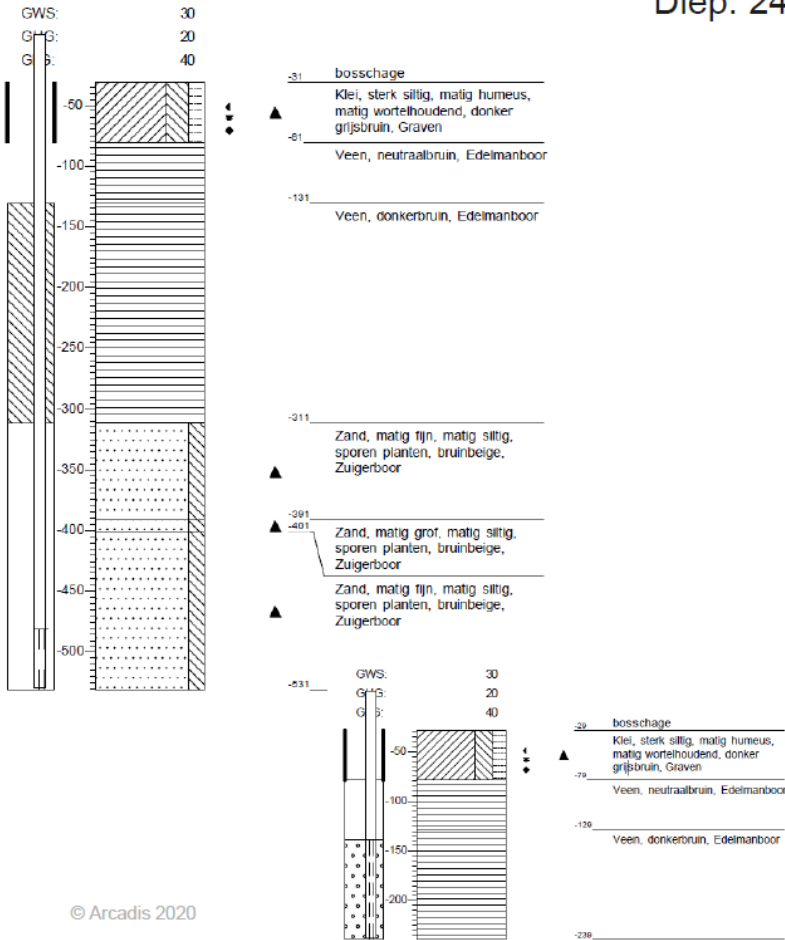 Diep: 24
GWS: 30
GHG: 20
GLG: 40
-50
-100
-150
-200
-250
-300
-350
-400
-450
-500
-31
bosschage
Klei, sterk siltig, matig humeus,
matig wortelhoudend, donker
grijsbruin, Graven
-81
Veen, neutraalbruin, Edelmanboor
-131
Veen, donkerbruin, Edelmanboor
-311
Zand, matig fijn, matig siltig,
sporen planten, bruinbeige,
Zuigerboor
-391
-401
Zand, matig grof, matig siltig,
sporen planten, bruinbeige,
Zuigerboor
Zand, matig fijn, matig siltig,
sporen planten, bruinbeige,
Zuigerboor
-531
GWS: 30
20
40
-50
-100
-150
-200
-29
bosschage
Klei, sterk siltig, matig humeus,
matig wortelhoudend, donker
grijsbruin, Graven
-79
Veen, neutraalbruin, Edelmanboor
-129
Veen, donkerbruin, Edelmanboor
-239
© Arcadis 2020